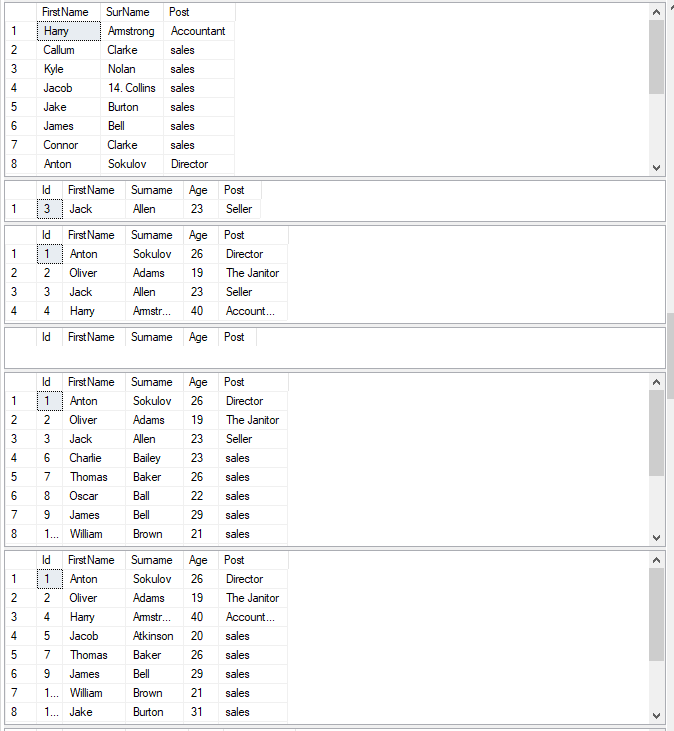 FirstName SurName Post
1 Harry Armstrong Accountant
2 Callum Clarke sales
3 Kyle Nolan sales
4 Jacob 14. Collins sales
5 Jake Burton sales
6 James Bell sales
7 Connor Clarke sales
8 Anton Sokulov Director
Id FirstName Surname Age Post
1 3 Jack Allen 23 Seller
Id FirstName Surname Age Post
1 1 Anton Sokulov 26 Director
2 2 Oliver Adams 19 The Janitor
3 3 Jack Allen 23 Seller
4 4 Harry Armstr... 40 Account...
Id FirstName Surname Age Post
Id FirstName Surname Age Post
1 1 Anton Sokulov 26 Director
2 2 Oliver Adams 19 The Janitor
3 3 Jack Allen 23 Seller
4 6 Charlie Bailey 23 sales
5 7 Thomas Baker 26 sales
6 8 Oscar Ball 22 sales
7 9 James Bell 29 sales
8 1... William Brown 21 sales
Id FirstName Surname Age Post
1 1 Anton Sokulov 26 Director
2 2 Oliver Adams 19 The Janitor
3 4 Harry Armstr... 40 Account...
4 5 Jacob Atkinson 20 sales
5 7 Thomas Baker 26 sales
6 9 James Bell 29 sales
7 1... William Brown 21 sales
8 1... Jake Burton 31 sales